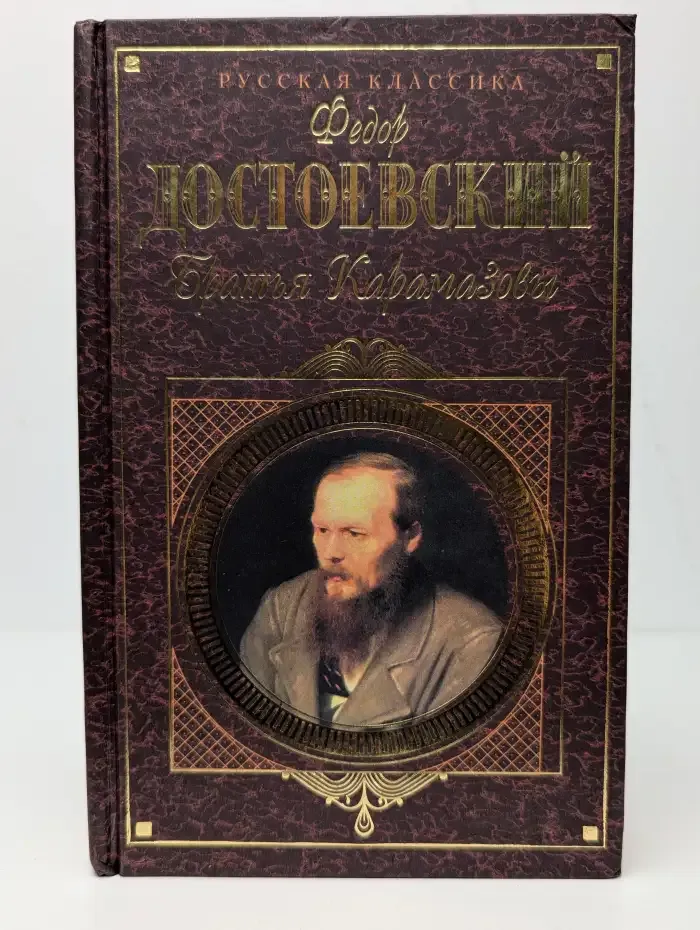 РУССКАЯ КЛАССИКА
Федор
ДОСТОЕВСКИЙ
Братья Карамазовы